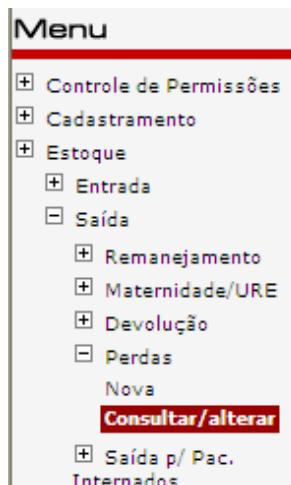 Menu
Controle de Permissões
Cadastramento
Estoque
Entrada
Saída
Remanejamento
Maternidade/URE
Devolução
Perdas
Nova
Consultar/alterar
Saída p/ Pac.
Internados